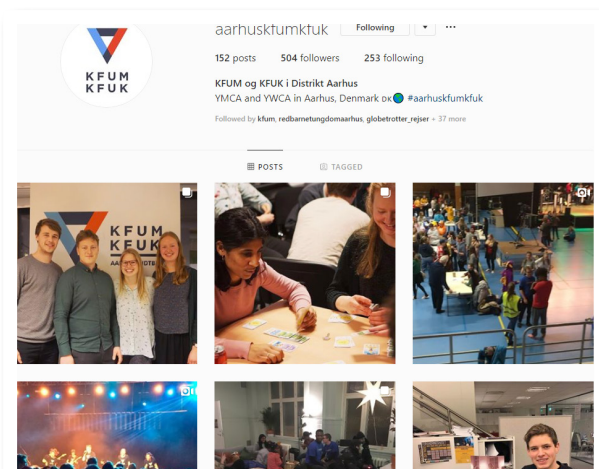 aarhuskfumkfuk Following ...
152 posts 504 followers 253 following
KFUM
KFUK
KFUM og KFUK i Distrikt Aarhus
YMCA and YWCA in Aarhus, Denmark DK🌍 #aarhuskfumkfuk
Followed by kfum, redbarnetungdomaarhus, globetrotter_rejser + 37 more
POSTS TAGGED
KFUM
KFUK